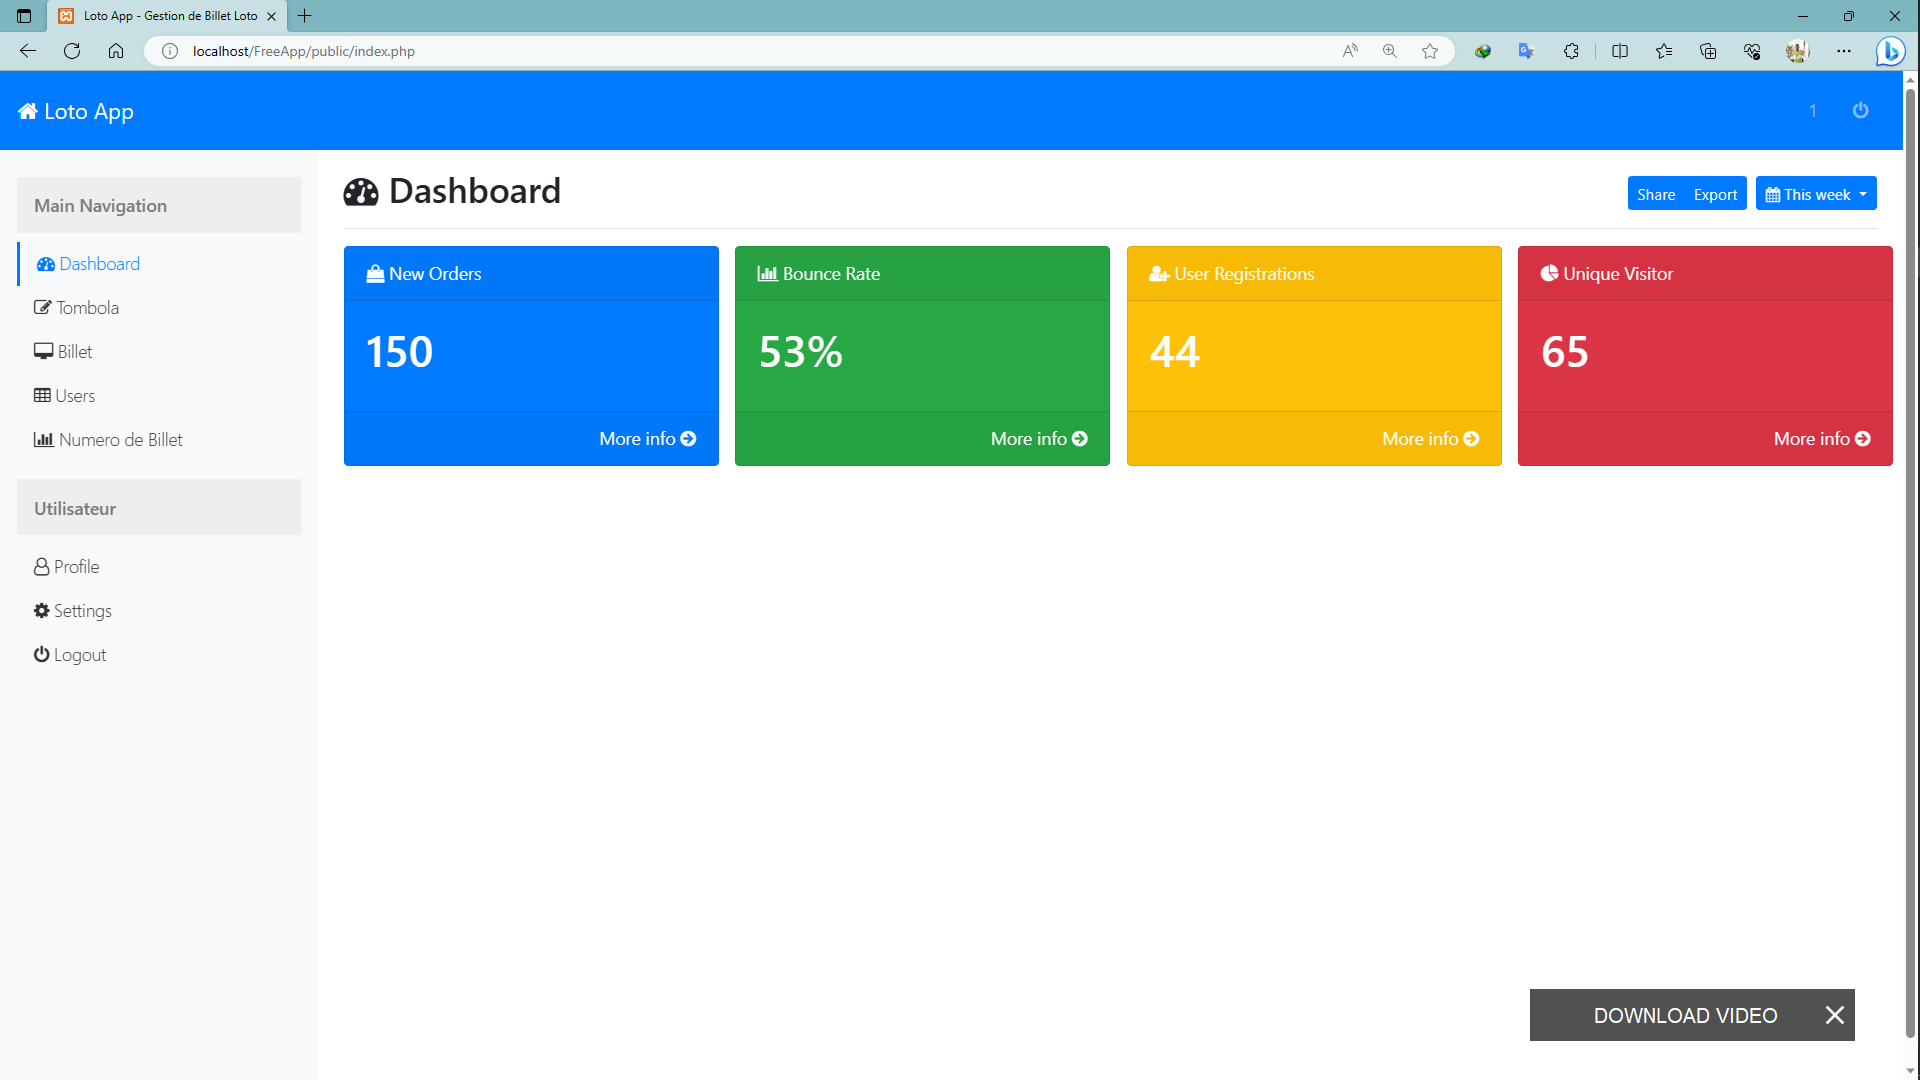 Loto App - Gestion de Billet Loto
localhost/FreeApp/public/index.php
Loto App
1
Main Navigation
Dashboard
Tombola
Billet
Users
Numero de Billet
Utilisateur
Profile
Settings
Logout
Dashboard
Share Export This week
New Orders
150
More info
Bounce Rate
53%
More info
User Registrations
44
More info
Unique Visitor
65
More info
DOWNLOAD VIDEO